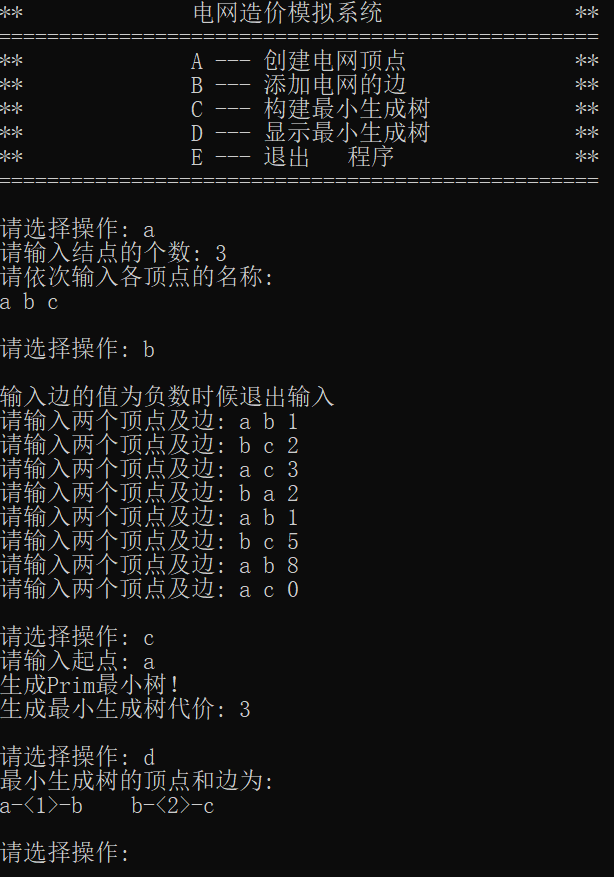 ** 电网造价模拟系统 **
==================================================
** A --- 创建电网顶点 **
** B --- 添加电网的边 **
** C --- 构建最小生成树 **
** D --- 显示最小生成树 **
** E --- 退出 程序 **
==================================================
请选择操作: a
请输入结点的个数: 3
请依次输入各顶点的名称:
a b c
请选择操作: b
输入边的值为负数时候退出输入
请输入两个顶点及边: a b 1
请输入两个顶点及边: b c 2
请输入两个顶点及边: a c 3
请输入两个顶点及边: b a 2
请输入两个顶点及边: a b 1
请输入两个顶点及边: b c 5
请输入两个顶点及边: a b 8
请输入两个顶点及边: a c 0
请选择操作: c
请输入起点: a
生成Prim最小树!
生成最小生成树代价: 3
请选择操作: d
最小生成树的顶点和边为:
a-<1>-b b-<2>-c
请选择操作: